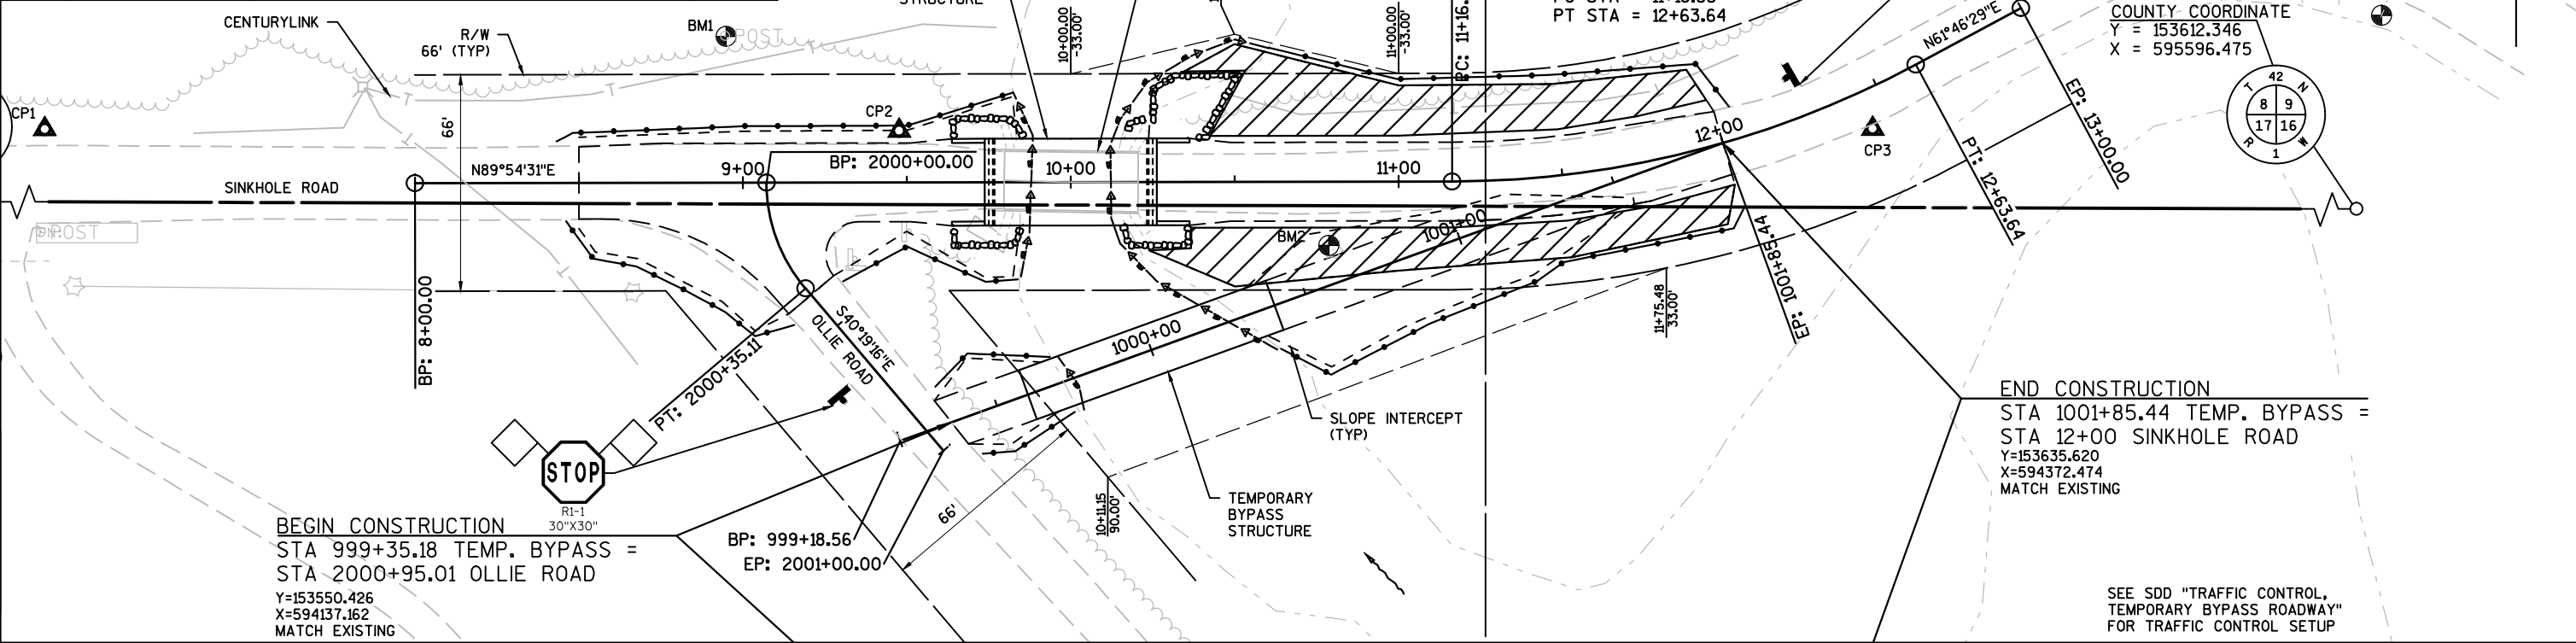 STRUCTURE
PT STA = 12+63.64
COUNTY COORDINATE
Y = 153612.346
X = 595596.475
CENTURYLINK
R/W
66' (TYP)
BM1
POST
10+00.00
-33.00'
11+00.00
-33.00'
PC: 11+16.
N61°46'29"E
EP: 13+00.00
42
T
N
8
9
17
16
R
W
1
CP1
66'
CP2
12+00
CP3
PT: 12+63.64
N89°54'31"E
9+00
BP: 2000+00.00
10+00
11+00
SINKHOLE ROAD
POST
1001+00
BM2
EP: 1001+85.44
BP: 8+00.00
S40°19'16"E
OLLIE ROAD
1000+00
11+75.48
33.00'
PT: 2000+35.11
SLOPE INTERCEPT
(TYP)
END CONSTRUCTION
STA 1001+85.44 TEMP. BYPASS =
STA 12+00 SINKHOLE ROAD
Y=153635.620
X=594372.474
MATCH EXISTING
STOP
R1-1
30"X30"
TEMPORARY
BYPASS
STRUCTURE
10+11.15
90.00'
66'
BEGIN CONSTRUCTION
STA 999+35.18 TEMP. BYPASS =
STA 2000+95.01 OLLIE ROAD
Y=153550.426
X=594137.162
MATCH EXISTING
BP: 999+18.56
EP: 2001+00.00
SEE SDD "TRAFFIC CONTROL,
TEMPORARY BYPASS ROADWAY"
FOR TRAFFIC CONTROL SETUP